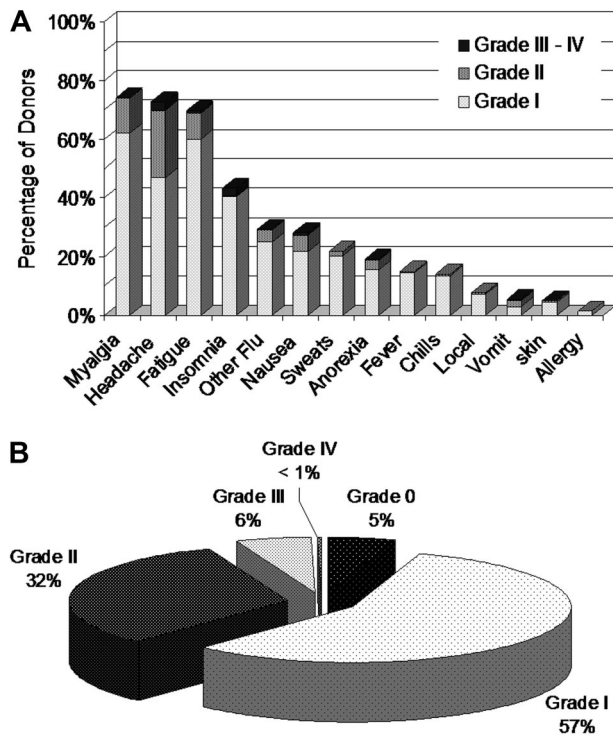 A
100%
80%
60%
40%
20%
0%
Percentage of Donors
Grade III - IV
Grade II
Grade I
Myalgia
Headache
Fatigue
Insomnia
Other Flu
Nausea
Sweats
Anorexia
Fever
Chills
Local
Vomit
skin
Allergy
B
Grade IV
< 1%
Grade III
6%
Grade 0
5%
Grade II
32%
Grade I
57%